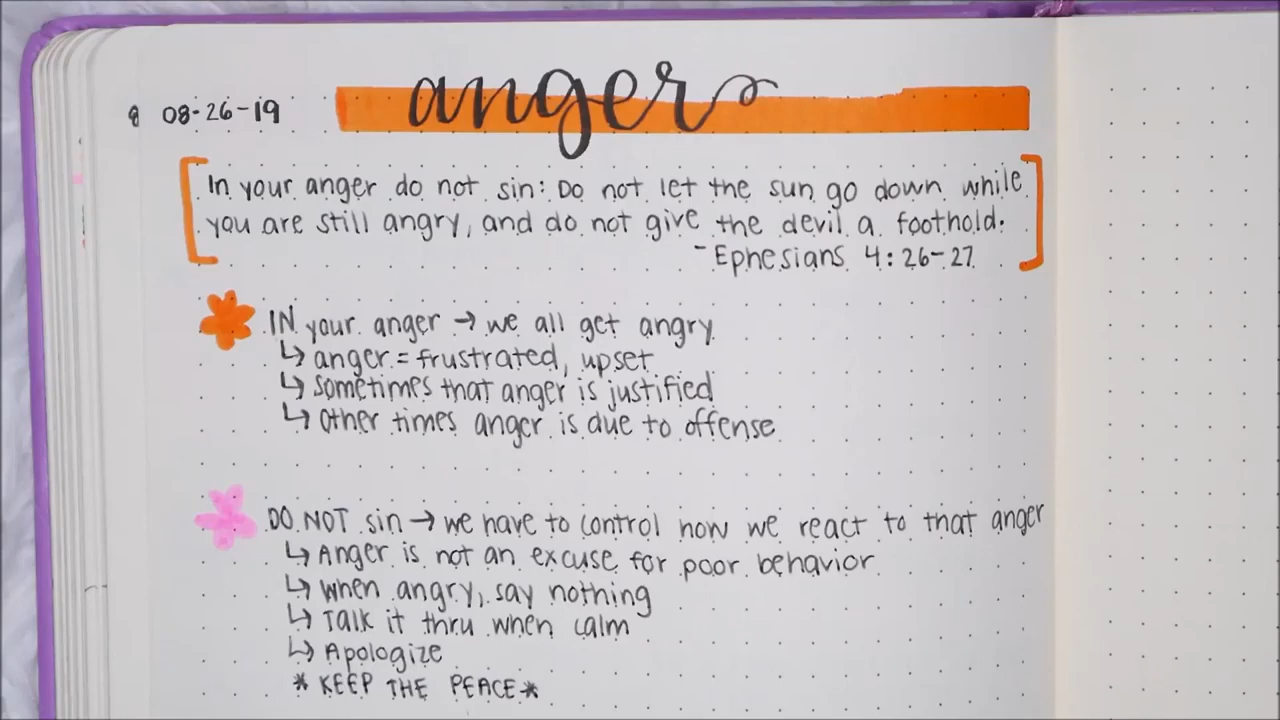 anger
8 08-26-19
In your anger do not sin: Do not let the sun go down while
you are still angry, and do not give the devil a foothold.
-Ephesians 4:26-27
IN your anger → we all get angry
↳ anger = frustrated, upset
↳ sometimes that anger is justified
↳ Other times anger is due to offense
DO NOT sin → we have to control how we react to that anger
↳ Anger is not an excuse for poor behavior
↳ When angry, say nothing
↳ Talk it thru when calm
↳ Apologize
* KEEP THE PEACE *